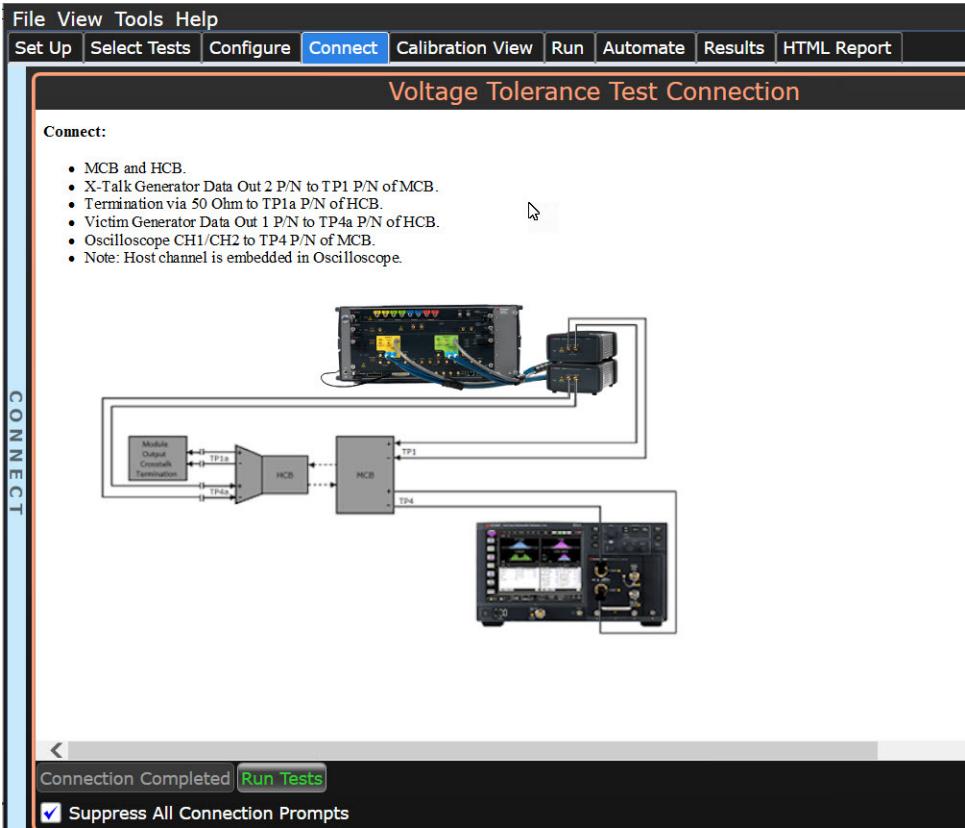 File View Tools Help
Set Up Select Tests Configure Connect Calibration View Run Automate Results HTML Report
Voltage Tolerance Test Connection
CONNECT
Connect:
• MCB and HCB.
• X-Talk Generator Data Out 2 P/N to TP1 P/N of MCB.
• Termination via 50 Ohm to TP1a P/N of HCB.
• Victim Generator Data Out 1 P/N to TP4a P/N of HCB.
• Oscilloscope CH1/CH2 to TP4 P/N of MCB.
• Note: Host channel is embedded in Oscilloscope.
Module
Output
Crosstalk
Termination
TP1a
TP4a
HCB
MCB
TP1
TP4
Connection Completed Run Tests
Suppress All Connection Prompts